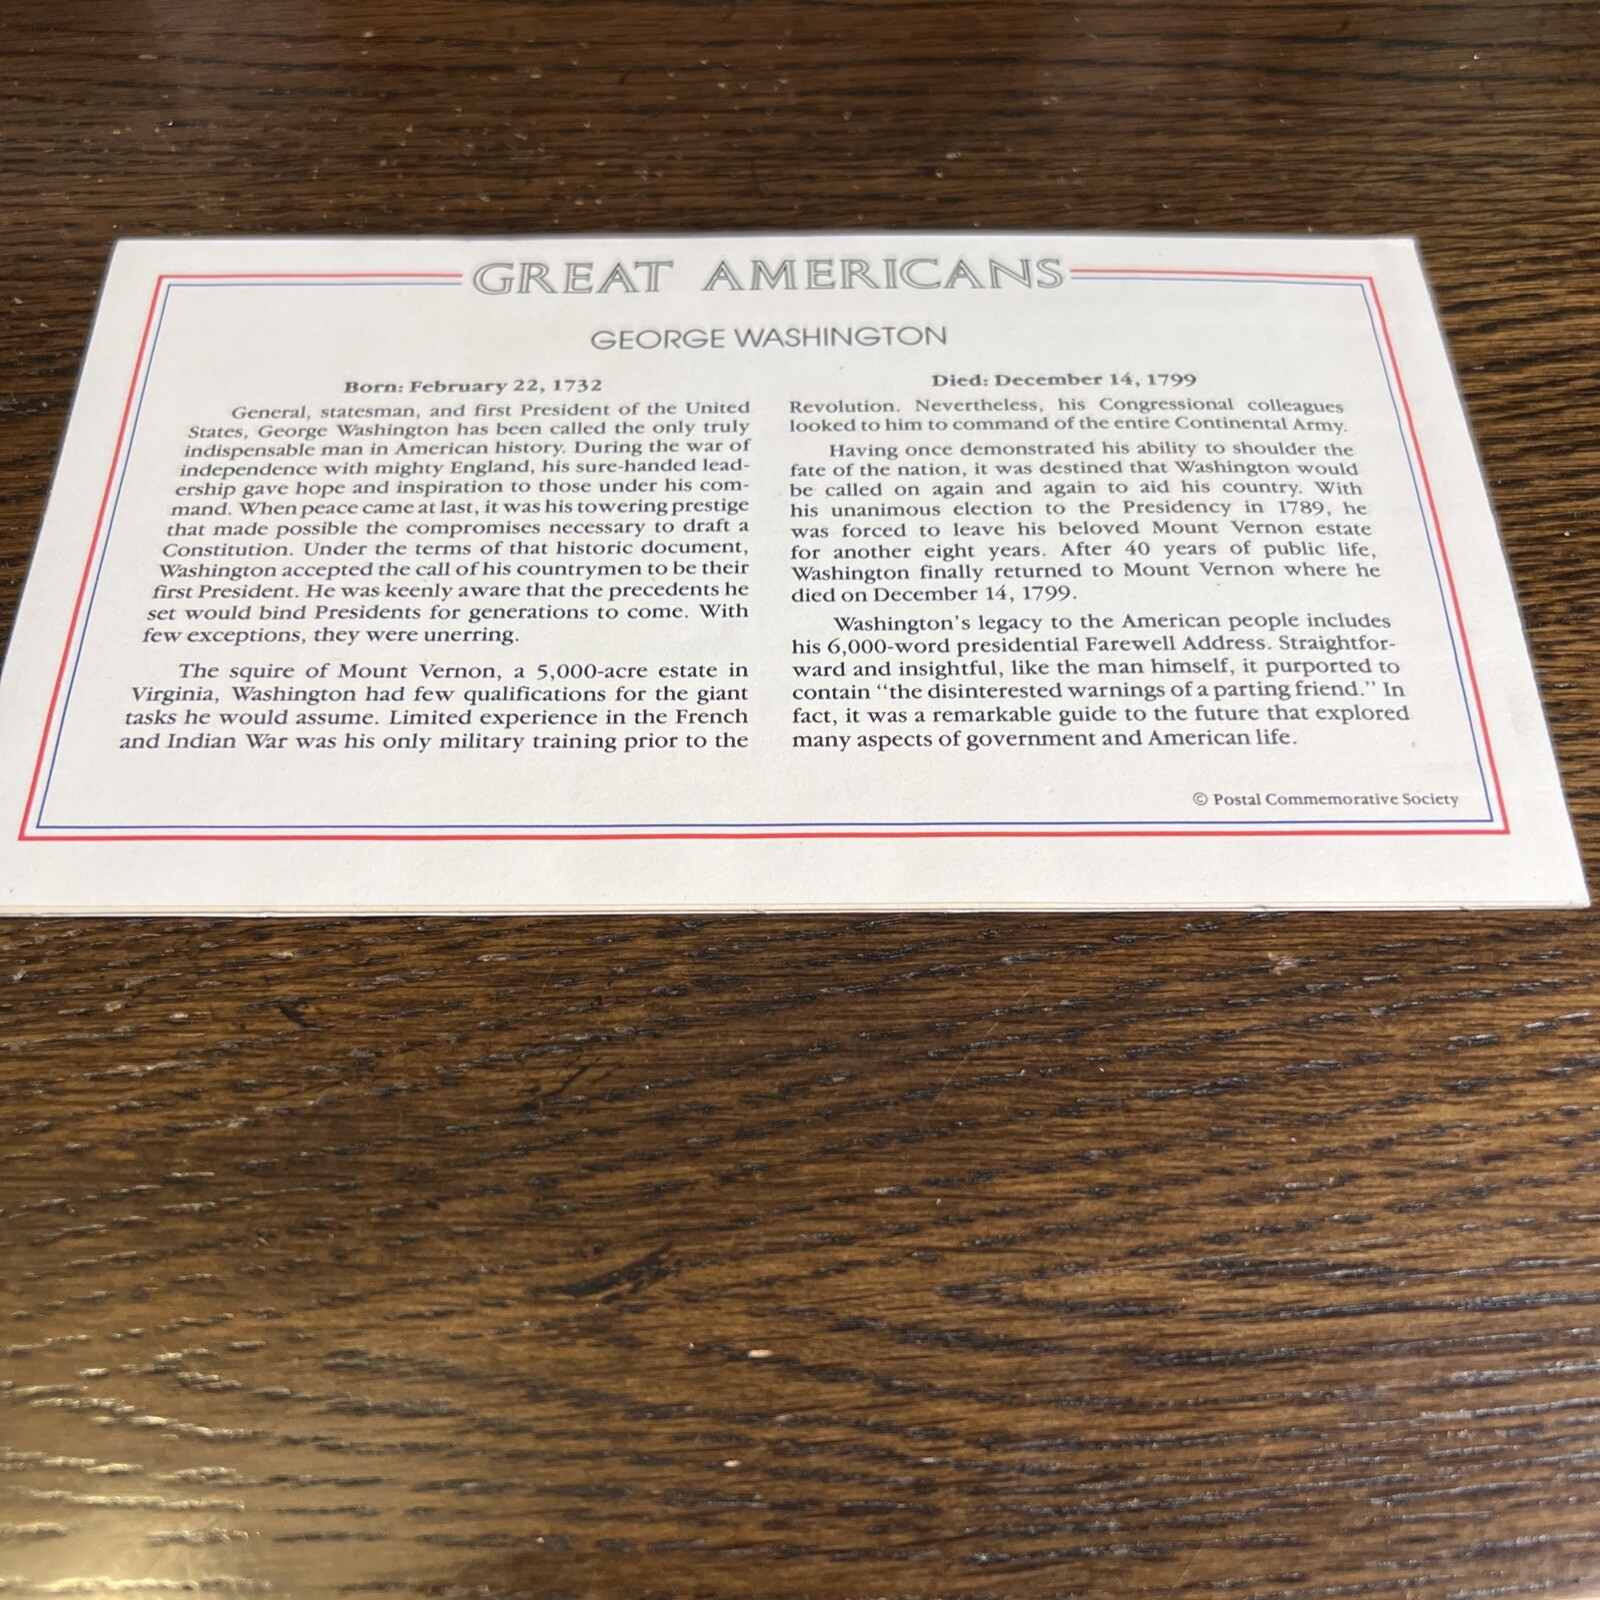 GREAT AMERICANS
GEORGE WASHINGTON
Born: February 22, 1732
General, statesman, and first President of the United
States, George Washington has been called the only truly
indispensable man in American history. During the war of
independence with mighty England, his sure-handed lead-
ership gave hope and inspiration to those under his com-
mand. When peace came at last, it was his towering prestige
that made possible the compromises necessary to draft a
Constitution. Under the terms of that historic document,
Washington accepted the call of his countrymen to be their
first President. He was keenly aware that the precedents he
set would bind Presidents for generations to come. With
few exceptions, they were unerring.
The squire of Mount Vernon, a 5,000-acre estate in
Virginia, Washington had few qualifications for the giant
tasks he would assume. Limited experience in the French
and Indian War was his only military training prior to the
Died: December 14, 1799
Revolution. Nevertheless, his Congressional colleagues
looked to him to command of the entire Continental Army.
Having once demonstrated his ability to shoulder the
fate of the nation, it was destined that Washington would
be called on again and again to aid his country. With
his unanimous election to the Presidency in 1789, he
was forced to leave his beloved Mount Vernon estate
for another eight years. After 40 years of public life,
Washington finally returned to Mount Vernon where he
died on December 14, 1799.
Washington's legacy to the American people includes
his 6,000-word presidential Farewell Address. Straightfor-
ward and insightful, like the man himself, it purported to
contain "the disinterested warnings of a parting friend." In
fact, it was a remarkable guide to the future that explored
many aspects of government and American life.
© Postal Commemorative Society